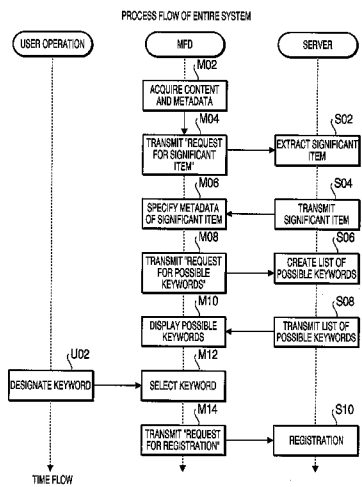 PROCESS FLOW OF ENTIRE SYSTEM
USER OPERATION
MFD
SERVER
M02
ACQUIRE CONTENT
AND METADATA
M04
TRANSMIT "REQUEST
FOR SIGNIFICANT
ITEM"
S02
EXTRACT SIGNIFICANT
ITEM
M06
SPECIFY METADATA
OF SIGNIFICANT ITEM
S04
TRANSMIT
SIGNIFICANT ITEM
M08
TRANSMIT "REQUEST
FOR POSSIBLE
KEYWORDS"
S06
CREATE LIST OF
POSSIBLE KEYWORDS
M10
DISPLAY POSSIBLE
KEYWORDS
S08
TRANSMIT LIST OF
POSSIBLE KEYWORDS
U02
DESIGNATE KEYWORD
M12
SELECT KEYWORD
M14
TRANSMIT "REQUEST
FOR REGISTRATION"
S10
REGISTRATION
TIME FLOW